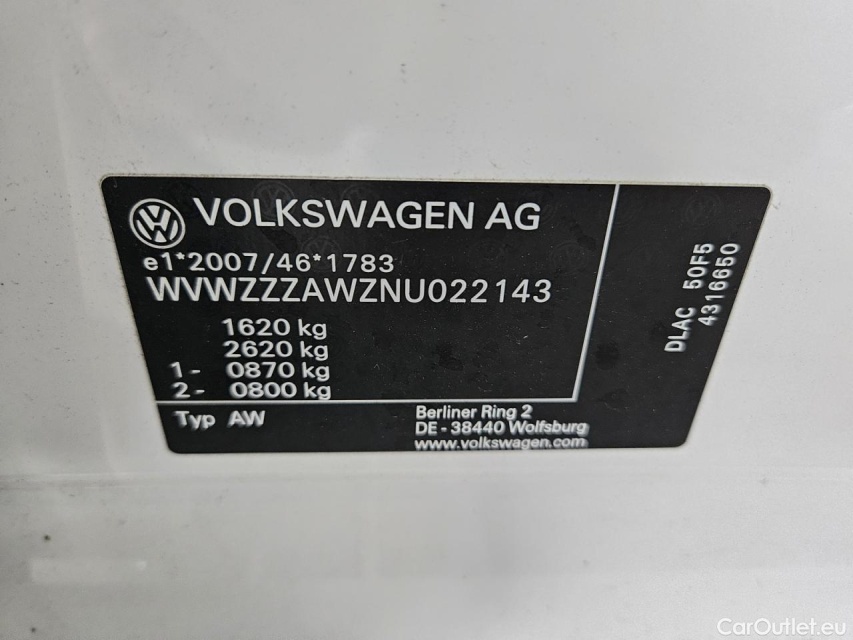 VOLKSWAGEN AG
e1*2007/46*1783
WVWZZZAWZNU022143
1620 kg
2620 kg
1- 0870 kg
2- 0800 kg
Typ AW
Berliner Ring 2
DE-38440 Wolfsburg
www.volkswagen.com
DLAC 50F5
4316650
CarOutlet.eu